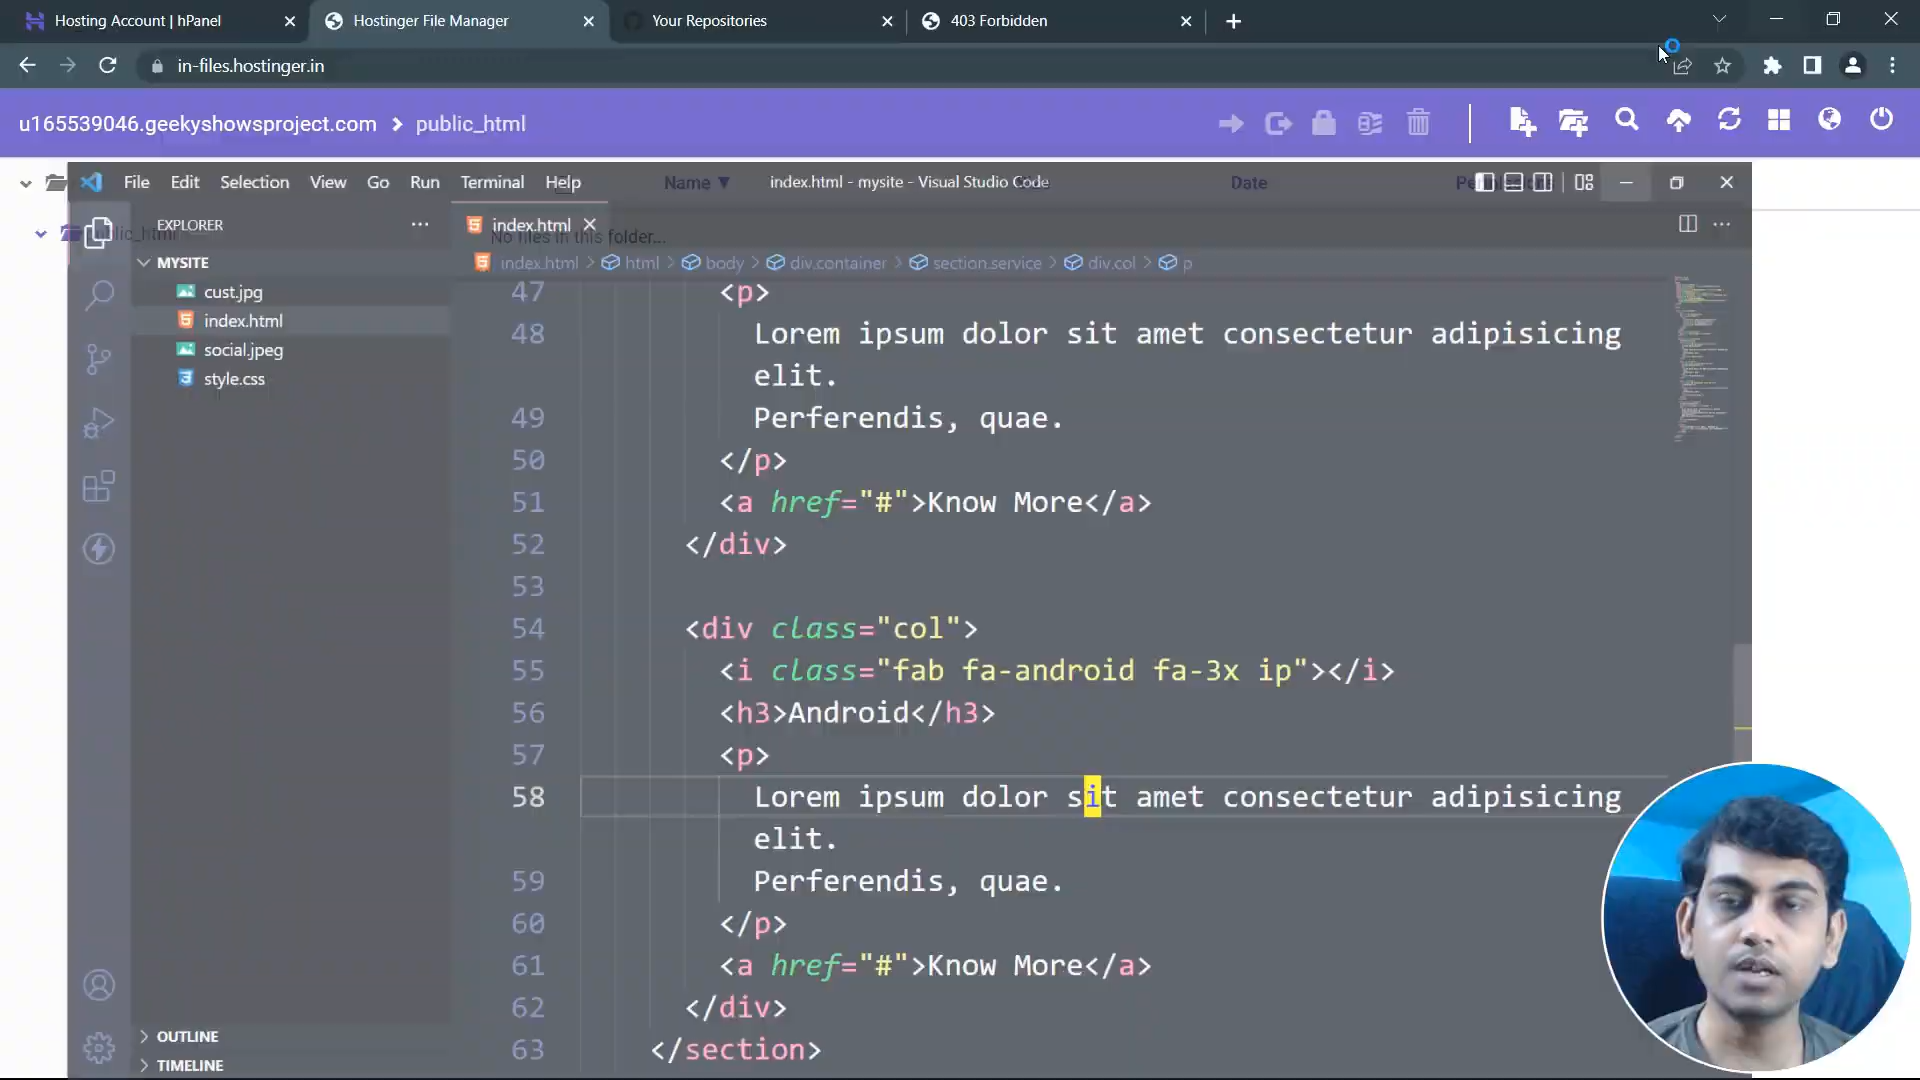 Hosting Account | hPanel
Hostinger File Manager
Your Repositories
403 Forbidden
in-files.hostinger.in
u165539046.geekyshowsproject.com > public_html
File Edit Selection View Go Run Terminal Help
Name
index.html - mysite - Visual Studio Code
Date
EXPLORER
index.html
public_html
No files in this folder...
MYSITE
index.html > html > body > div.container > section.service > div.col > p
cust.jpg
index.html
social.jpeg
style.css
47 <p>
48 Lorem ipsum dolor sit amet consectetur adipisicing
elit.
49 Perferendis, quae.
50 </p>
51 <a href="#">Know More</a>
52 </div>
53
54 <div class="col">
55 <i class="fab fa-android fa-3x ip"></i>
56 <h3>Android</h3>
57 <p>
58 Lorem ipsum dolor sit amet consectetur adipisicing
elit.
59 Perferendis, quae.
60 </p>
61 <a href="#">Know More</a>
62 </div>
63 </section>
OUTLINE
TIMELINE